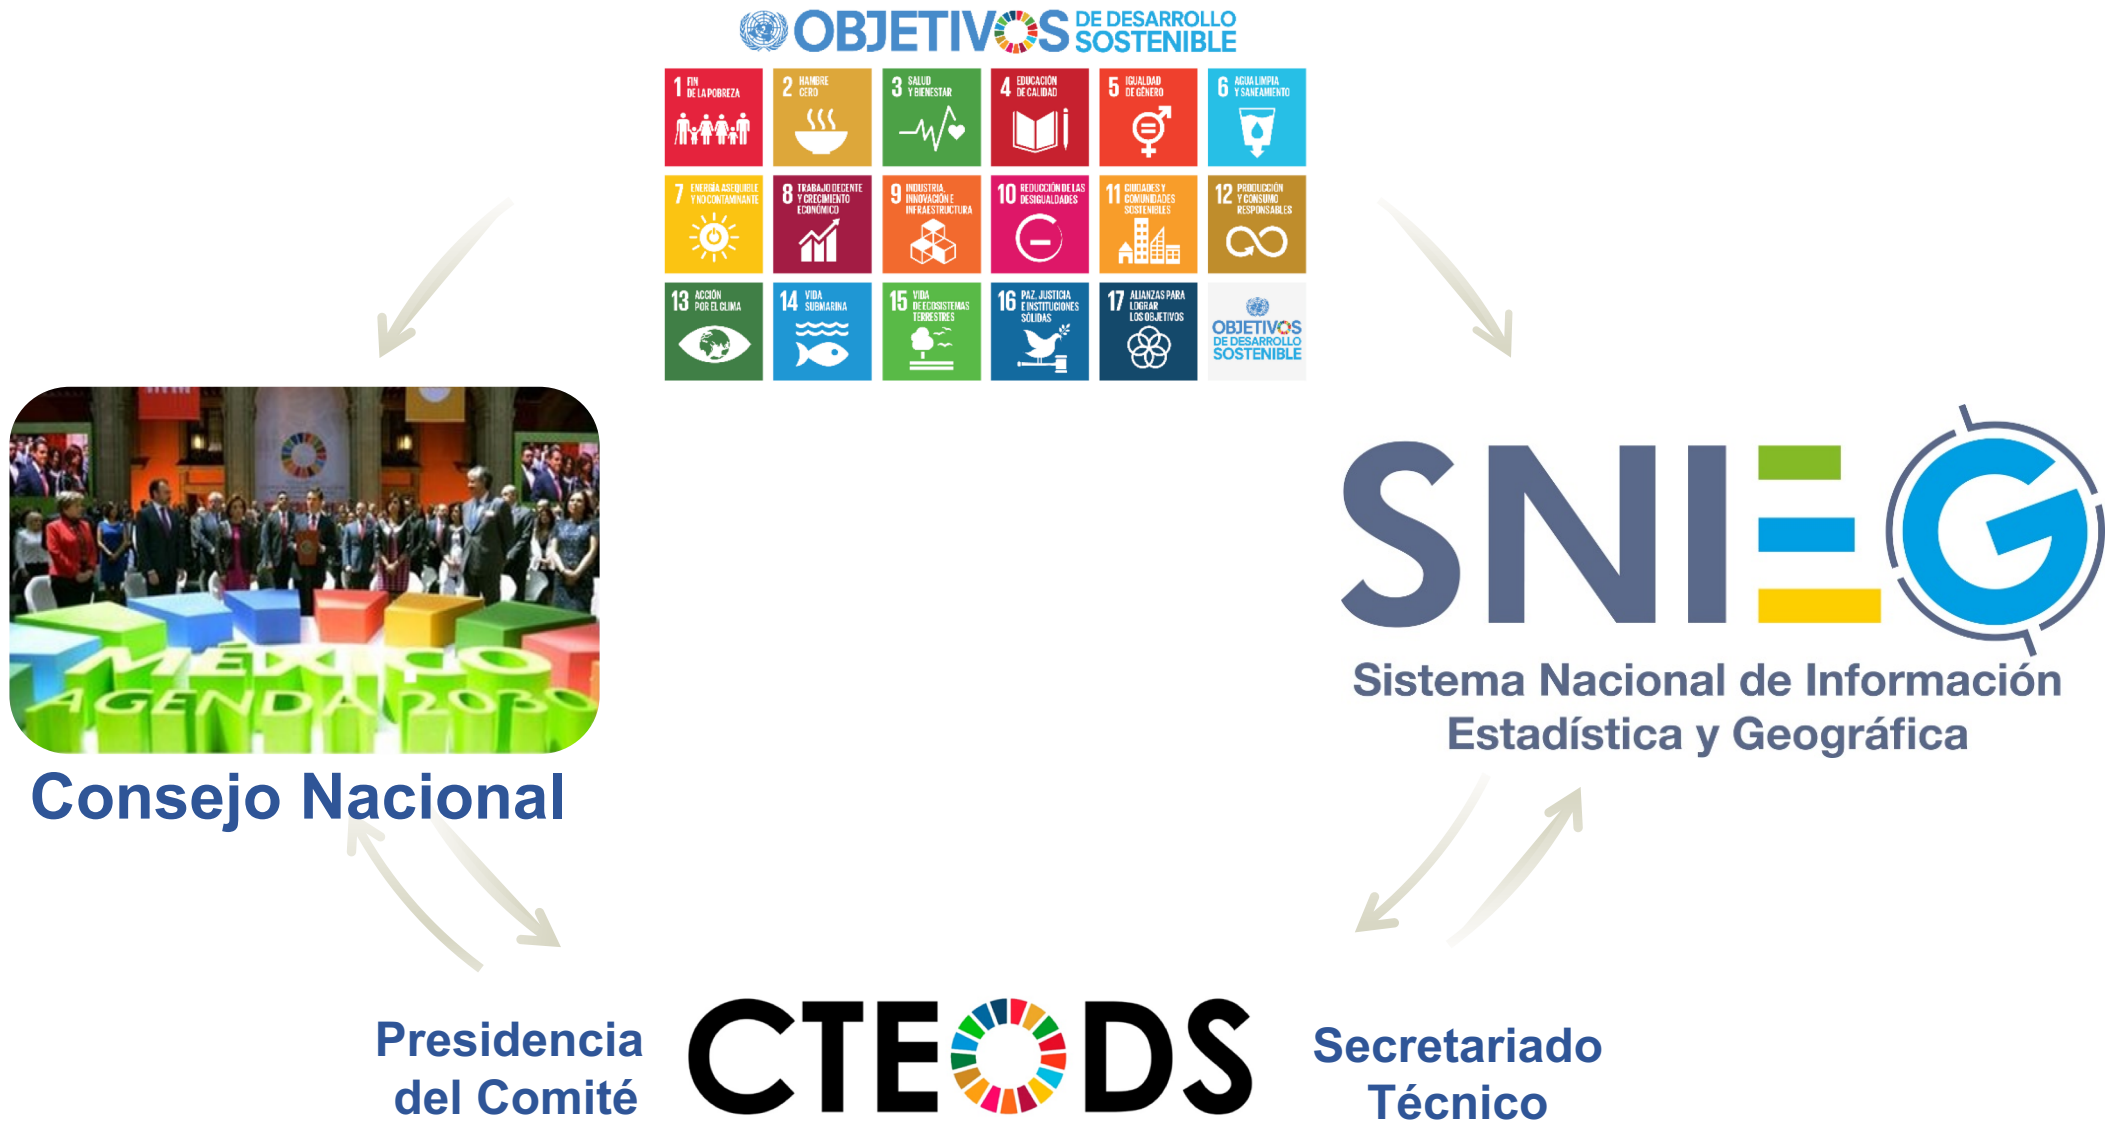 OBJETIVOS DE DESARROLLO
SOSTENIBLE
1 FIN
DE LA POBREZA
2 HAMBRE
CERO
3 SALUD
Y BIENESTAR
4 EDUCACIÓN
DE CALIDAD
5 IGUALDAD
DE GÉNERO
6 AGUA LIMPIA
Y SANEAMIENTO
7 ENERGÍA ASEQUIBLE
Y NO CONTAMINANTE
8 TRABAJO DECENTE
Y CRECIMIENTO
ECONÓMICO
9 INDUSTRIA,
INNOVACIÓN E
INFRAESTRUCTURA
10 REDUCCIÓN DE LAS
DESIGUALDADES
11 CIUDADES Y
COMUNIDADES
SOSTENIBLES
12 PRODUCCIÓN
Y CONSUMO
RESPONSABLES
13 ACCIÓN
POR EL CLIMA
14 VIDA
SUBMARINA
15 VIDA
DE ECOSISTEMAS
TERRESTRES
16 PAZ, JUSTICIA
E INSTITUCIONES
SÓLIDAS
17 ALIANZAS PARA
LOGRAR
LOS OBJETIVOS
OBJETIVOS
DE DESARROLLO
SOSTENIBLE
MÉXICO
AGENDA 2030
Consejo Nacional
SNIEG
Sistema Nacional de Información
Estadística y Geográfica
Presidencia
del Comité
CTEODS
Secretariado
Técnico